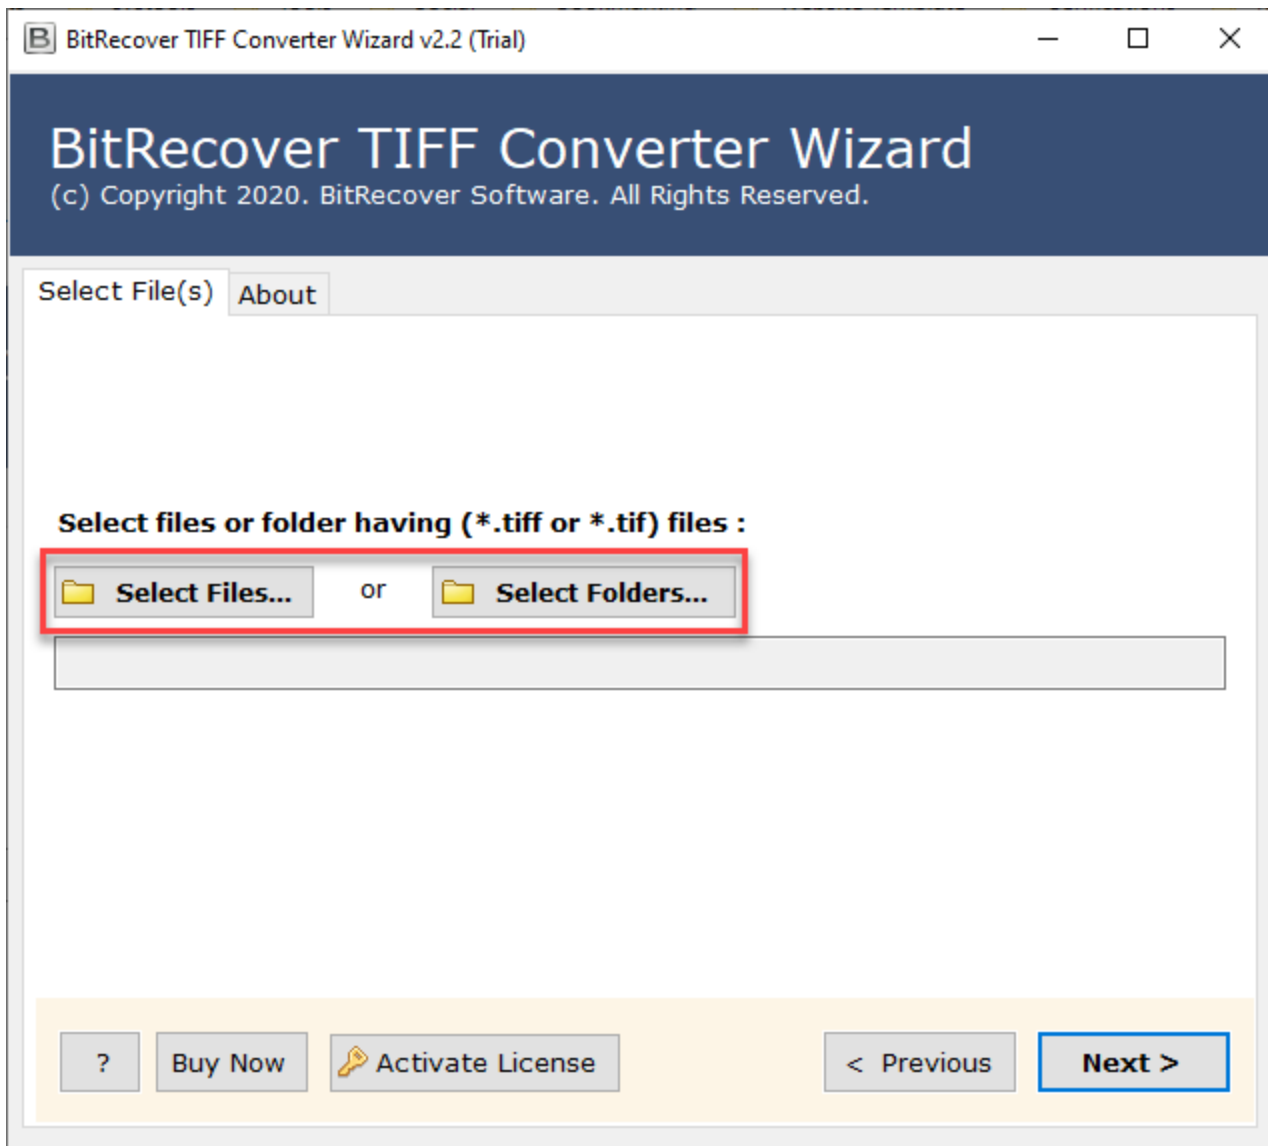 BitRecover TIFF Converter Wizard v2.2 (Trial)
BitRecover TIFF Converter Wizard
(c) Copyright 2020. BitRecover Software. All Rights Reserved.
Select File(s) About
Select files or folder having (*.tiff or *.tif) files :
Select Files... or Select Folders...
? Buy Now Activate License < Previous Next >